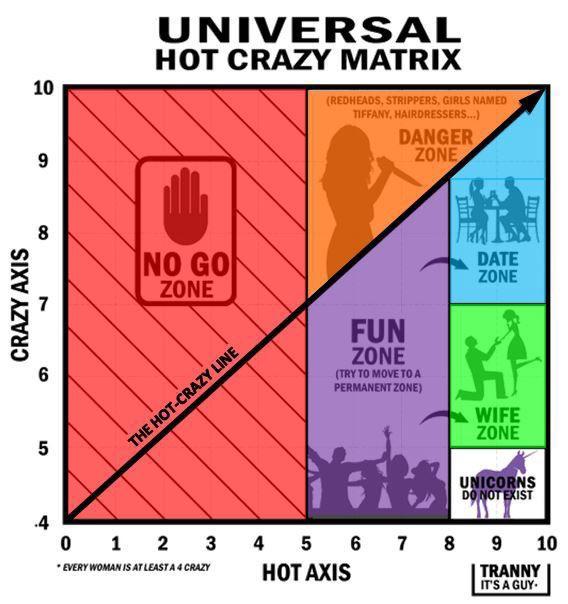 UNIVERSAL
HOT CRAZY MATRIX
10
9
8
7
6
5
4
CRAZY AXIS
NO GO
ZONE
THE HOT-CRAZY LINE
(REDHEADS, STRIPPERS, GIRLS NAMED
TIFFANY, HAIRDRESSERS...)
DANGER
ZONE
FUN
ZONE
(TRY TO MOVE TO A
PERMANENT ZONE)
DATE
ZONE
WIFE
ZONE
UNICORNS
DO NOT EXIST
0 1 2 3 4 5 6 7 8 9 10
* EVERY WOMAN IS AT LEAST A 4 CRAZY
HOT AXIS
TRANNY
IT'S A GUY·